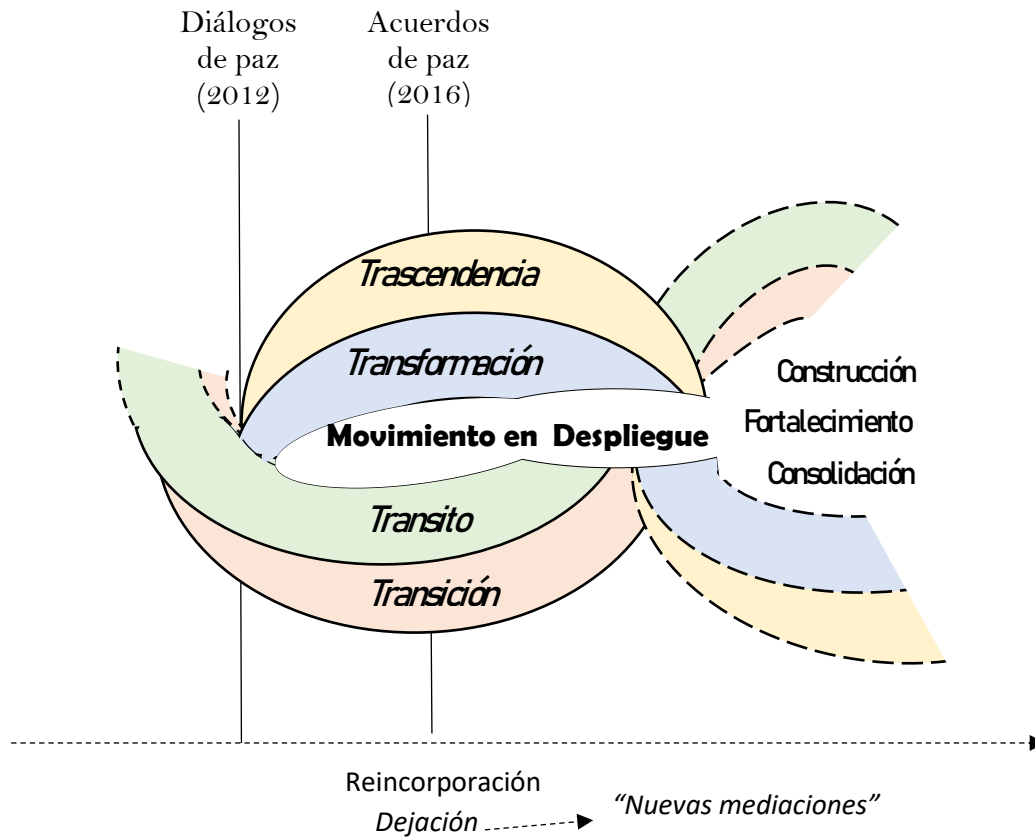 Diálogos
de paz
(2012)
Acuerdos
de paz
(2016)
Trascendencia
Transformación
Movimiento en Despliegue
Construcción
Fortalecimiento
Consolidación
Transito
Transición
Reincorporación
Dejación
“Nuevas mediaciones”